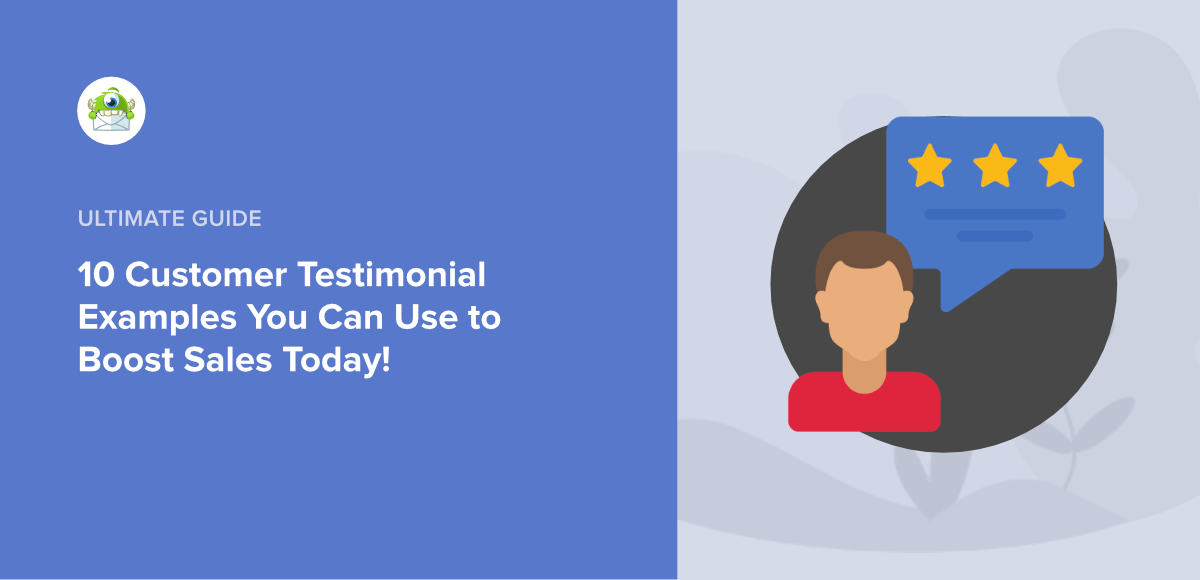 ULTIMATE GUIDE
10 Customer Testimonial
Examples You Can Use to
Boost Sales Today!